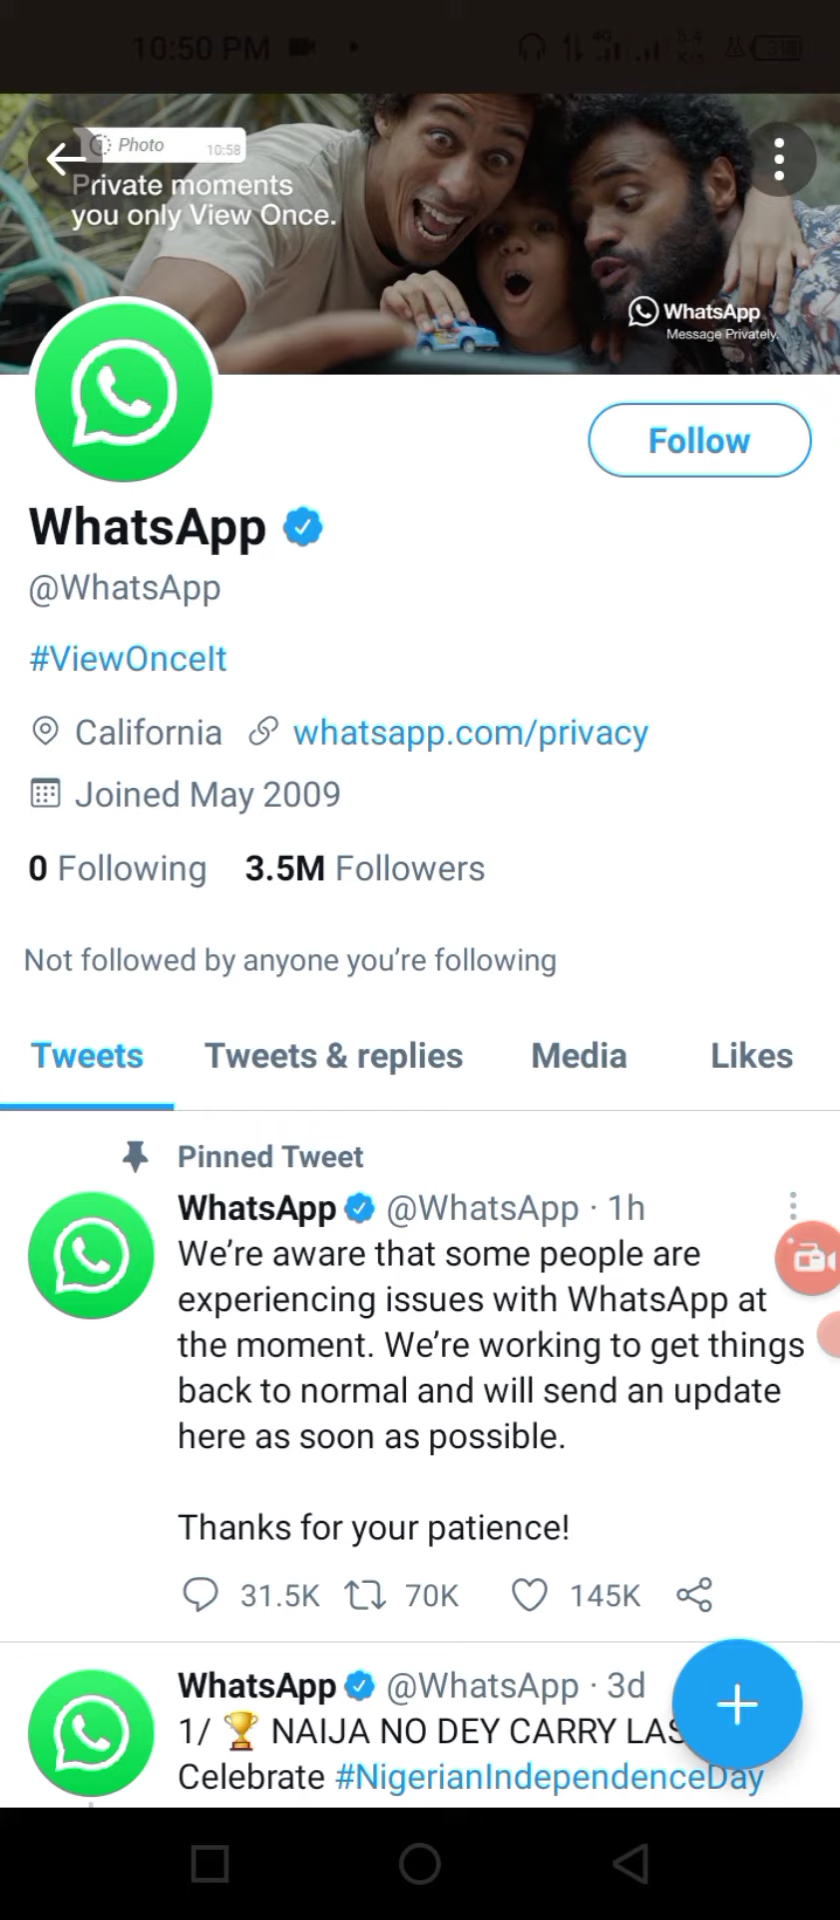 10:50 PM
4G
5.4
Photo
10:58
Private moments
you only View Once.
WhatsApp
Message Privately.
Follow
WhatsApp
@WhatsApp
#ViewOnceIt
California whatsapp.com/privacy
Joined May 2009
0 Following 3.5M Followers
Not followed by anyone you’re following
Tweets Tweets & replies Media Likes
Pinned Tweet
WhatsApp @WhatsApp · 1h
We’re aware that some people are
experiencing issues with WhatsApp at
the moment. We’re working to get things
back to normal and will send an update
here as soon as possible.
Thanks for your patience!
31.5K 70K 145K
WhatsApp @WhatsApp · 3d
1/ 🏆 NAIJA NO DEY CARRY LAS
Celebrate #NigerianIndependenceDay